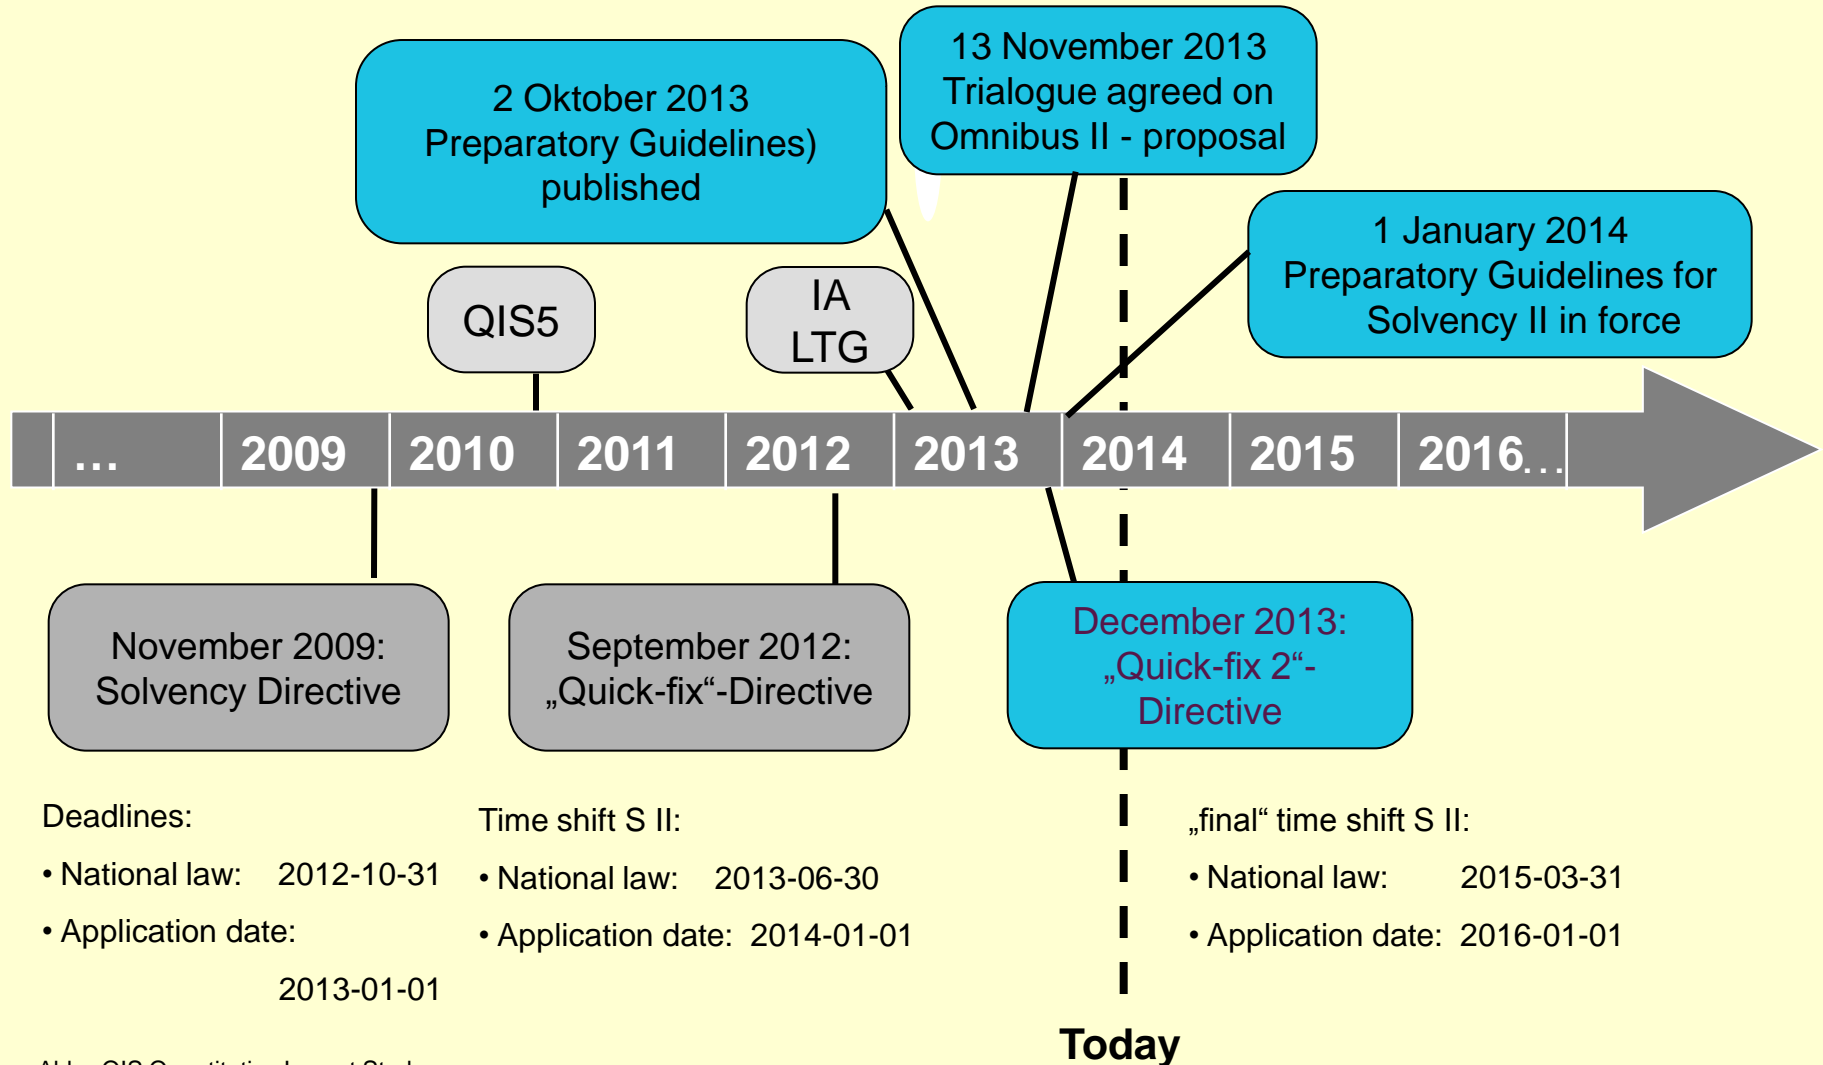 2 Oktober 2013
Preparatory Guidelines)
published
13 November 2013
Trialogue agreed on
Omnibus II - proposal
1 January 2014
Preparatory Guidelines for
Solvency II in force
QIS5
IA
LTG
... 2009 2010 2011 2012 2013 2014 2015 2016...
November 2009:
Solvency Directive
September 2012:
„Quick-fix“-Directive
December 2013:
„Quick-fix 2“-
Directive
Deadlines:
• National law: 2012-10-31
• Application date:
2013-01-01
Time shift S II:
• National law: 2013-06-30
• Application date: 2014-01-01
„final“ time shift S II:
• National law: 2015-03-31
• Application date: 2016-01-01
Today